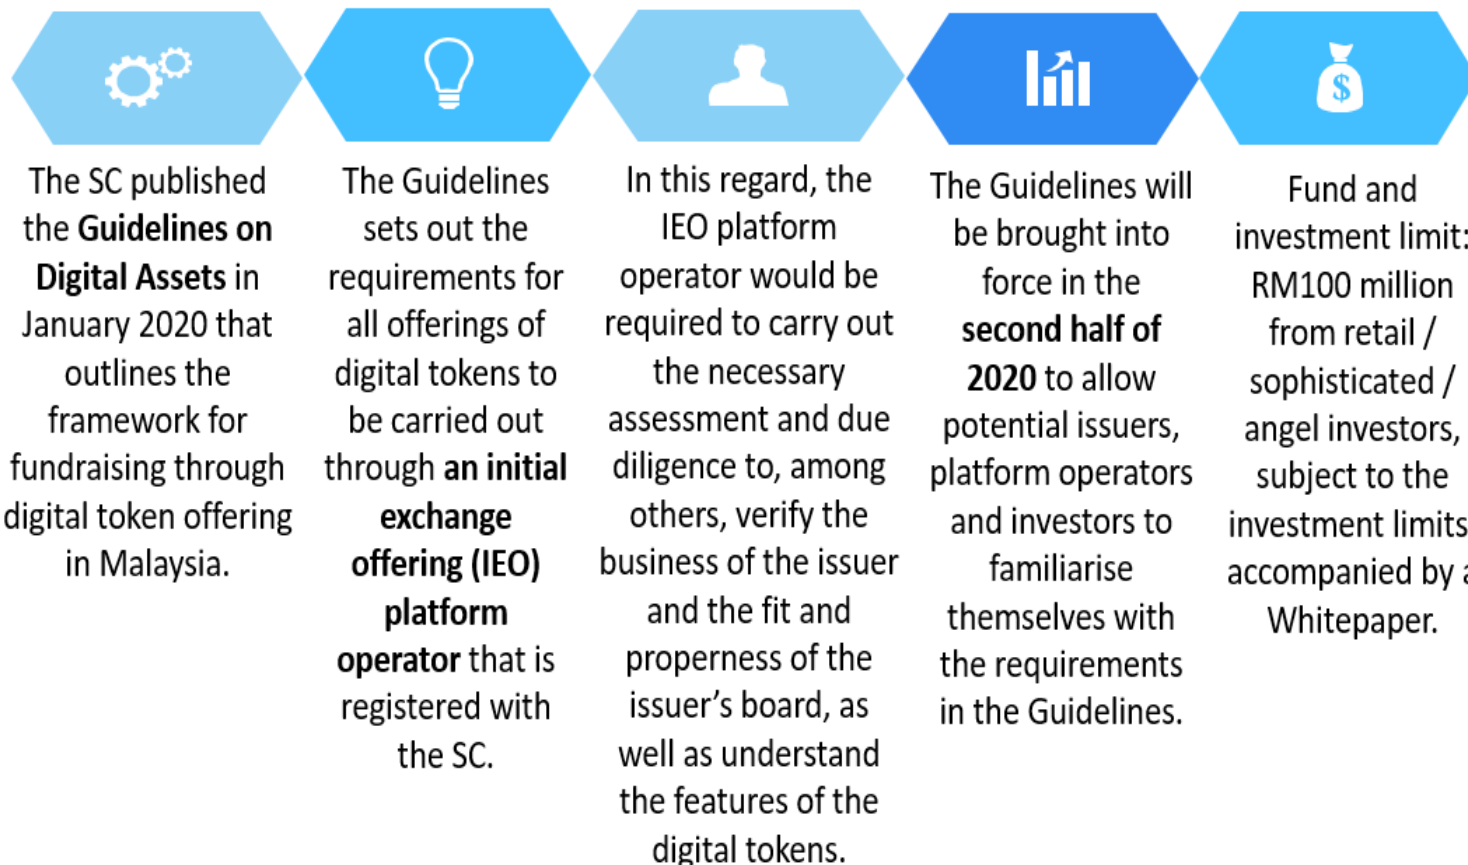 $
The SC published
the Guidelines on
Digital Assets in
January 2020 that
outlines the
framework for
fundraising through
digital token offering
in Malaysia.
The Guidelines
sets out the
requirements for
all offerings of
digital tokens to
be carried out
through an initial
exchange
offering (IEO)
platform
operator that is
registered with
the SC.
In this regard, the
IEO platform
operator would be
required to carry out
the necessary
assessment and due
diligence to, among
others, verify the
business of the issuer
and the fit and
properness of the
issuer’s board, as
well as understand
the features of the
digital tokens.
The Guidelines will
be brought into
force in the
second half of
2020 to allow
potential issuers,
platform operators
and investors to
familiarise
themselves with
the requirements
in the Guidelines.
Fund and
investment limit:
RM100 million
from retail /
sophisticated /
angel investors,
subject to the
investment limits
accompanied by a
Whitepaper.